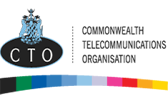 COMMONWEALTH
TELECOMMUNICATIONS
ORGANISATION
CTO